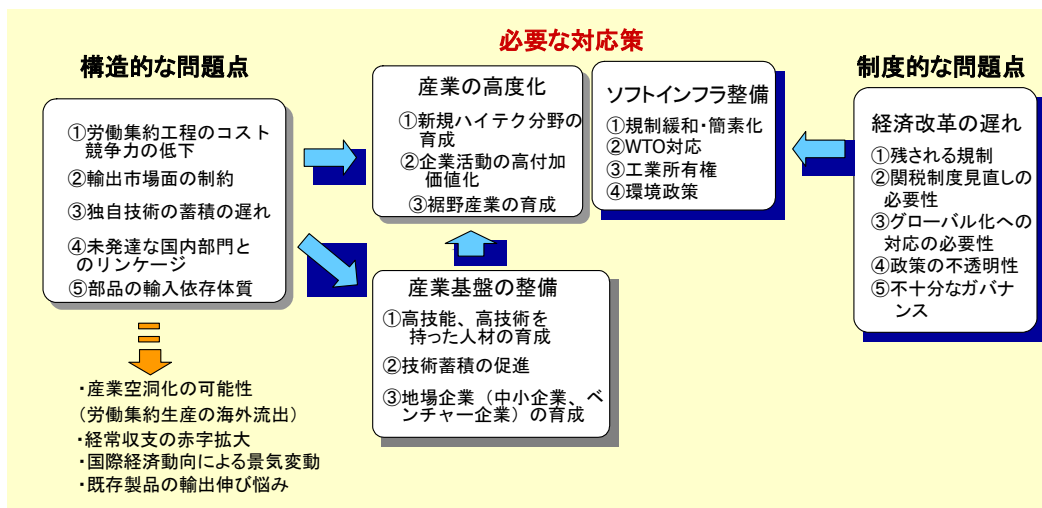 必要な対応策
構造的な問題点
①労働集約工程のコスト
競争力の低下
②輸出市場面の制約
③独自技術の蓄積の遅れ
④未発達な国内部門と
のリンケージ
⑤部品の輸入依存体質
・産業空洞化の可能性
(労働集約生産の海外流出)
・経常収支の赤字拡大
・国際経済動向による景気変動
・既存製品の輸出伸び悩み
産業の高度化
①新規ハイテク分野の
育成
②企業活動の高付加
価値化
③裾野産業の育成
ソフトインフラ整備
①規制緩和・簡素化
②WTO対応
③工業所有権
④環境政策
産業基盤の整備
①高技能、高技術を
持った人材の育成
②技術蓄積の促進
③地場企業（中小企業、ベ
ンチャー企業）の育成
制度的な問題点
経済改革の遅れ
①残される規制
②関税制度見直しの
必要性
③グローバル化への
対応の必要性
④政策の不透明性
⑤不十分なガバナ
ンス